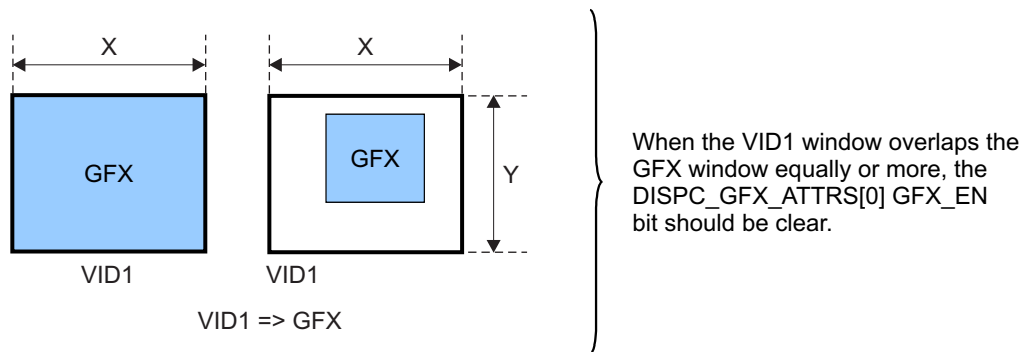 X
X
GFX
GFX
Y
VID1
VID1
VID1 => GFX
When the VID1 window overlaps the
GFX window equally or more, the
DISPC_GFX_ATTRS[0] GFX_EN
bit should be clear.